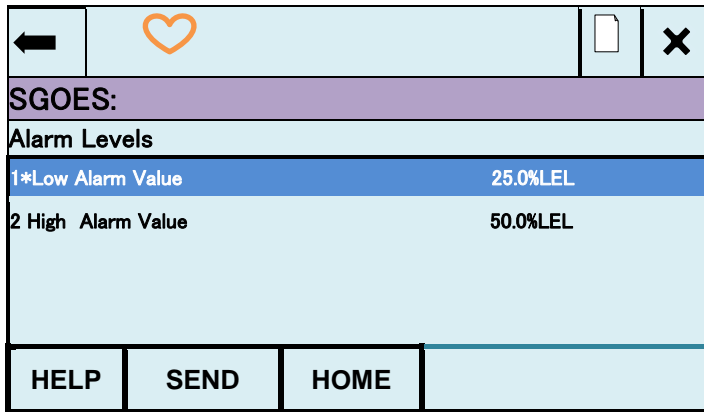 SGOES:
Alarm Levels
1*Low Alarm Value 25.0%LEL
2 High Alarm Value 50.0%LEL
HELP SEND HOME